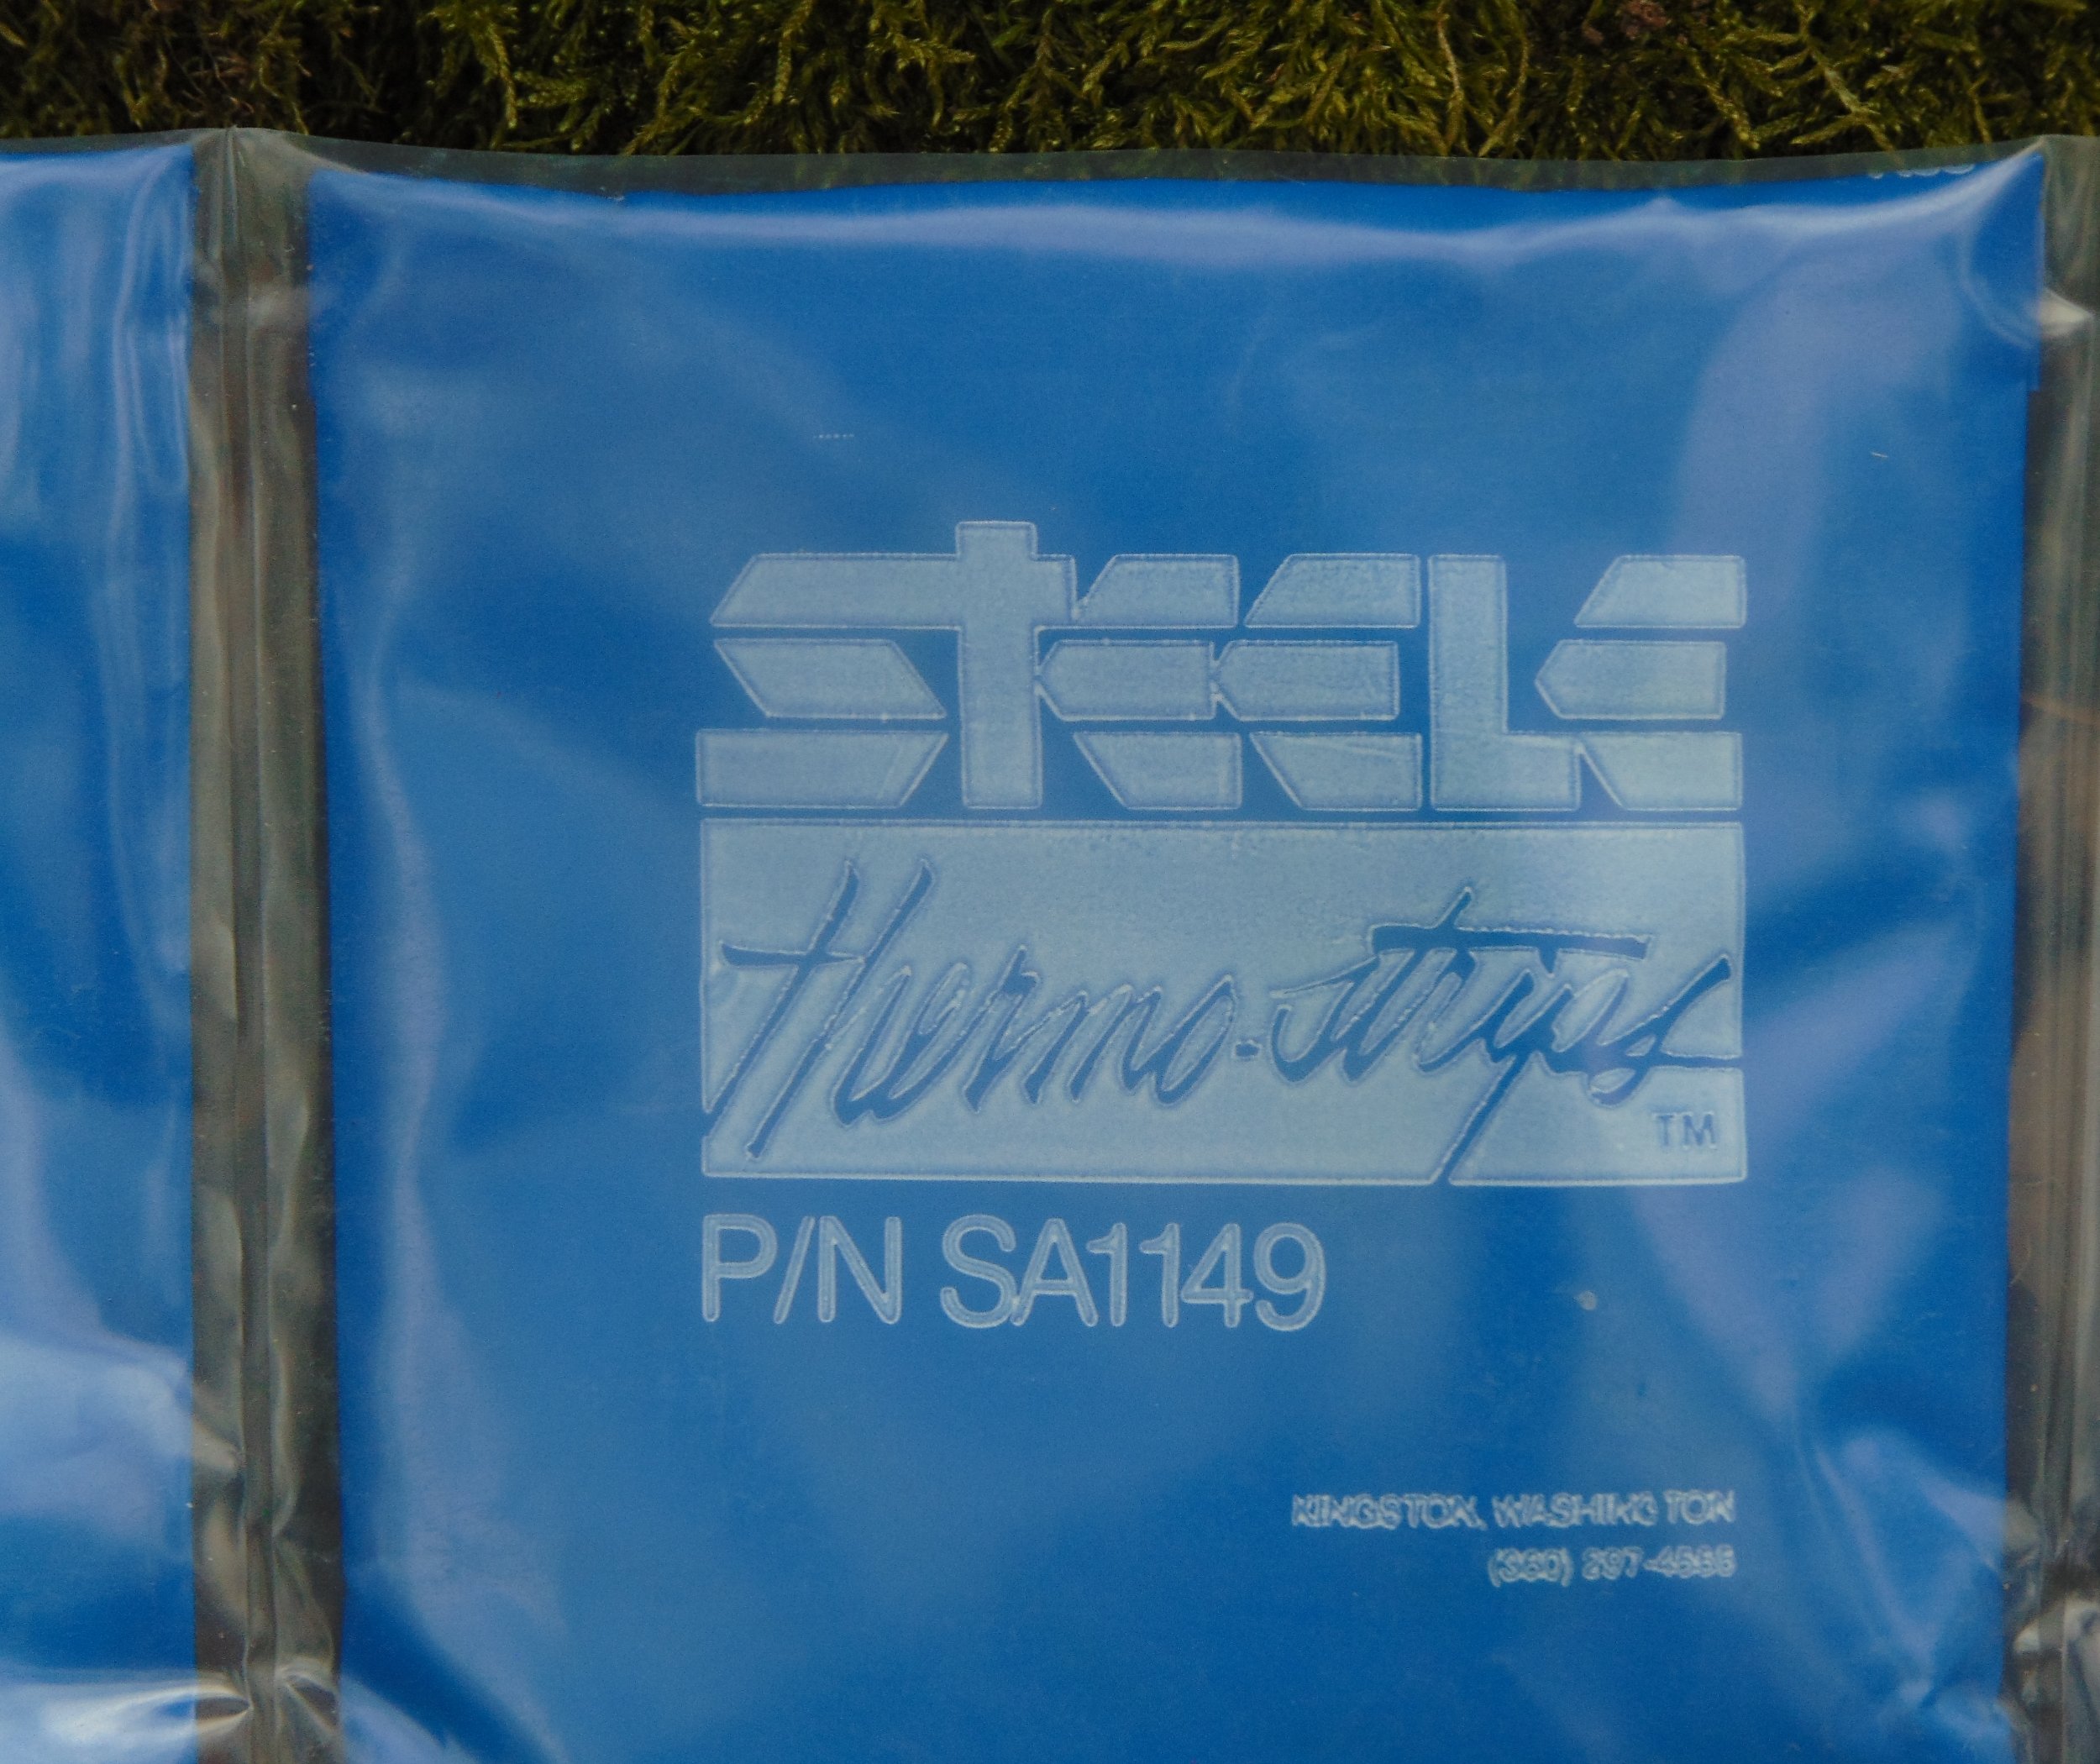 STEELE
Thermo-strips
TM
P/N SA1149
KINGSTON, WASHINGTON
(360) 297-4555